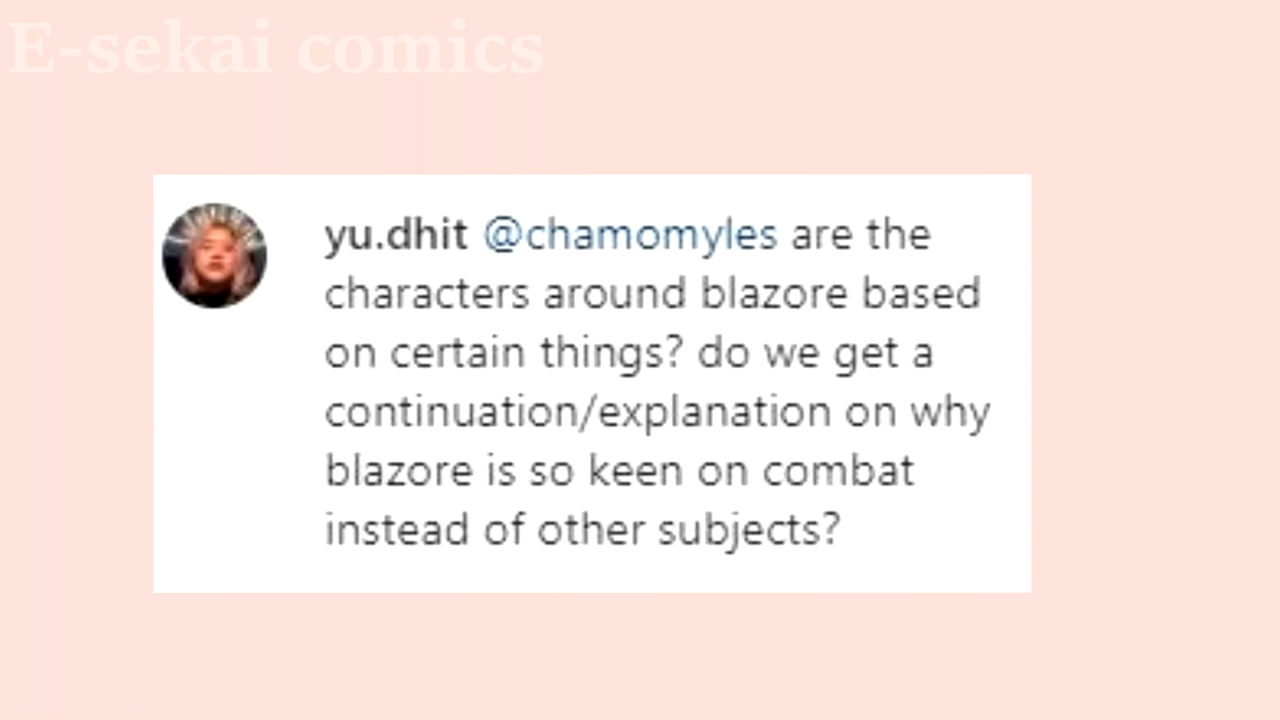 E-sekai comics
yu.dhit @chamomyles are the
characters around blazore based
on certain things? do we get a
continuation/explanation on why
blazore is so keen on combat
instead of other subjects?